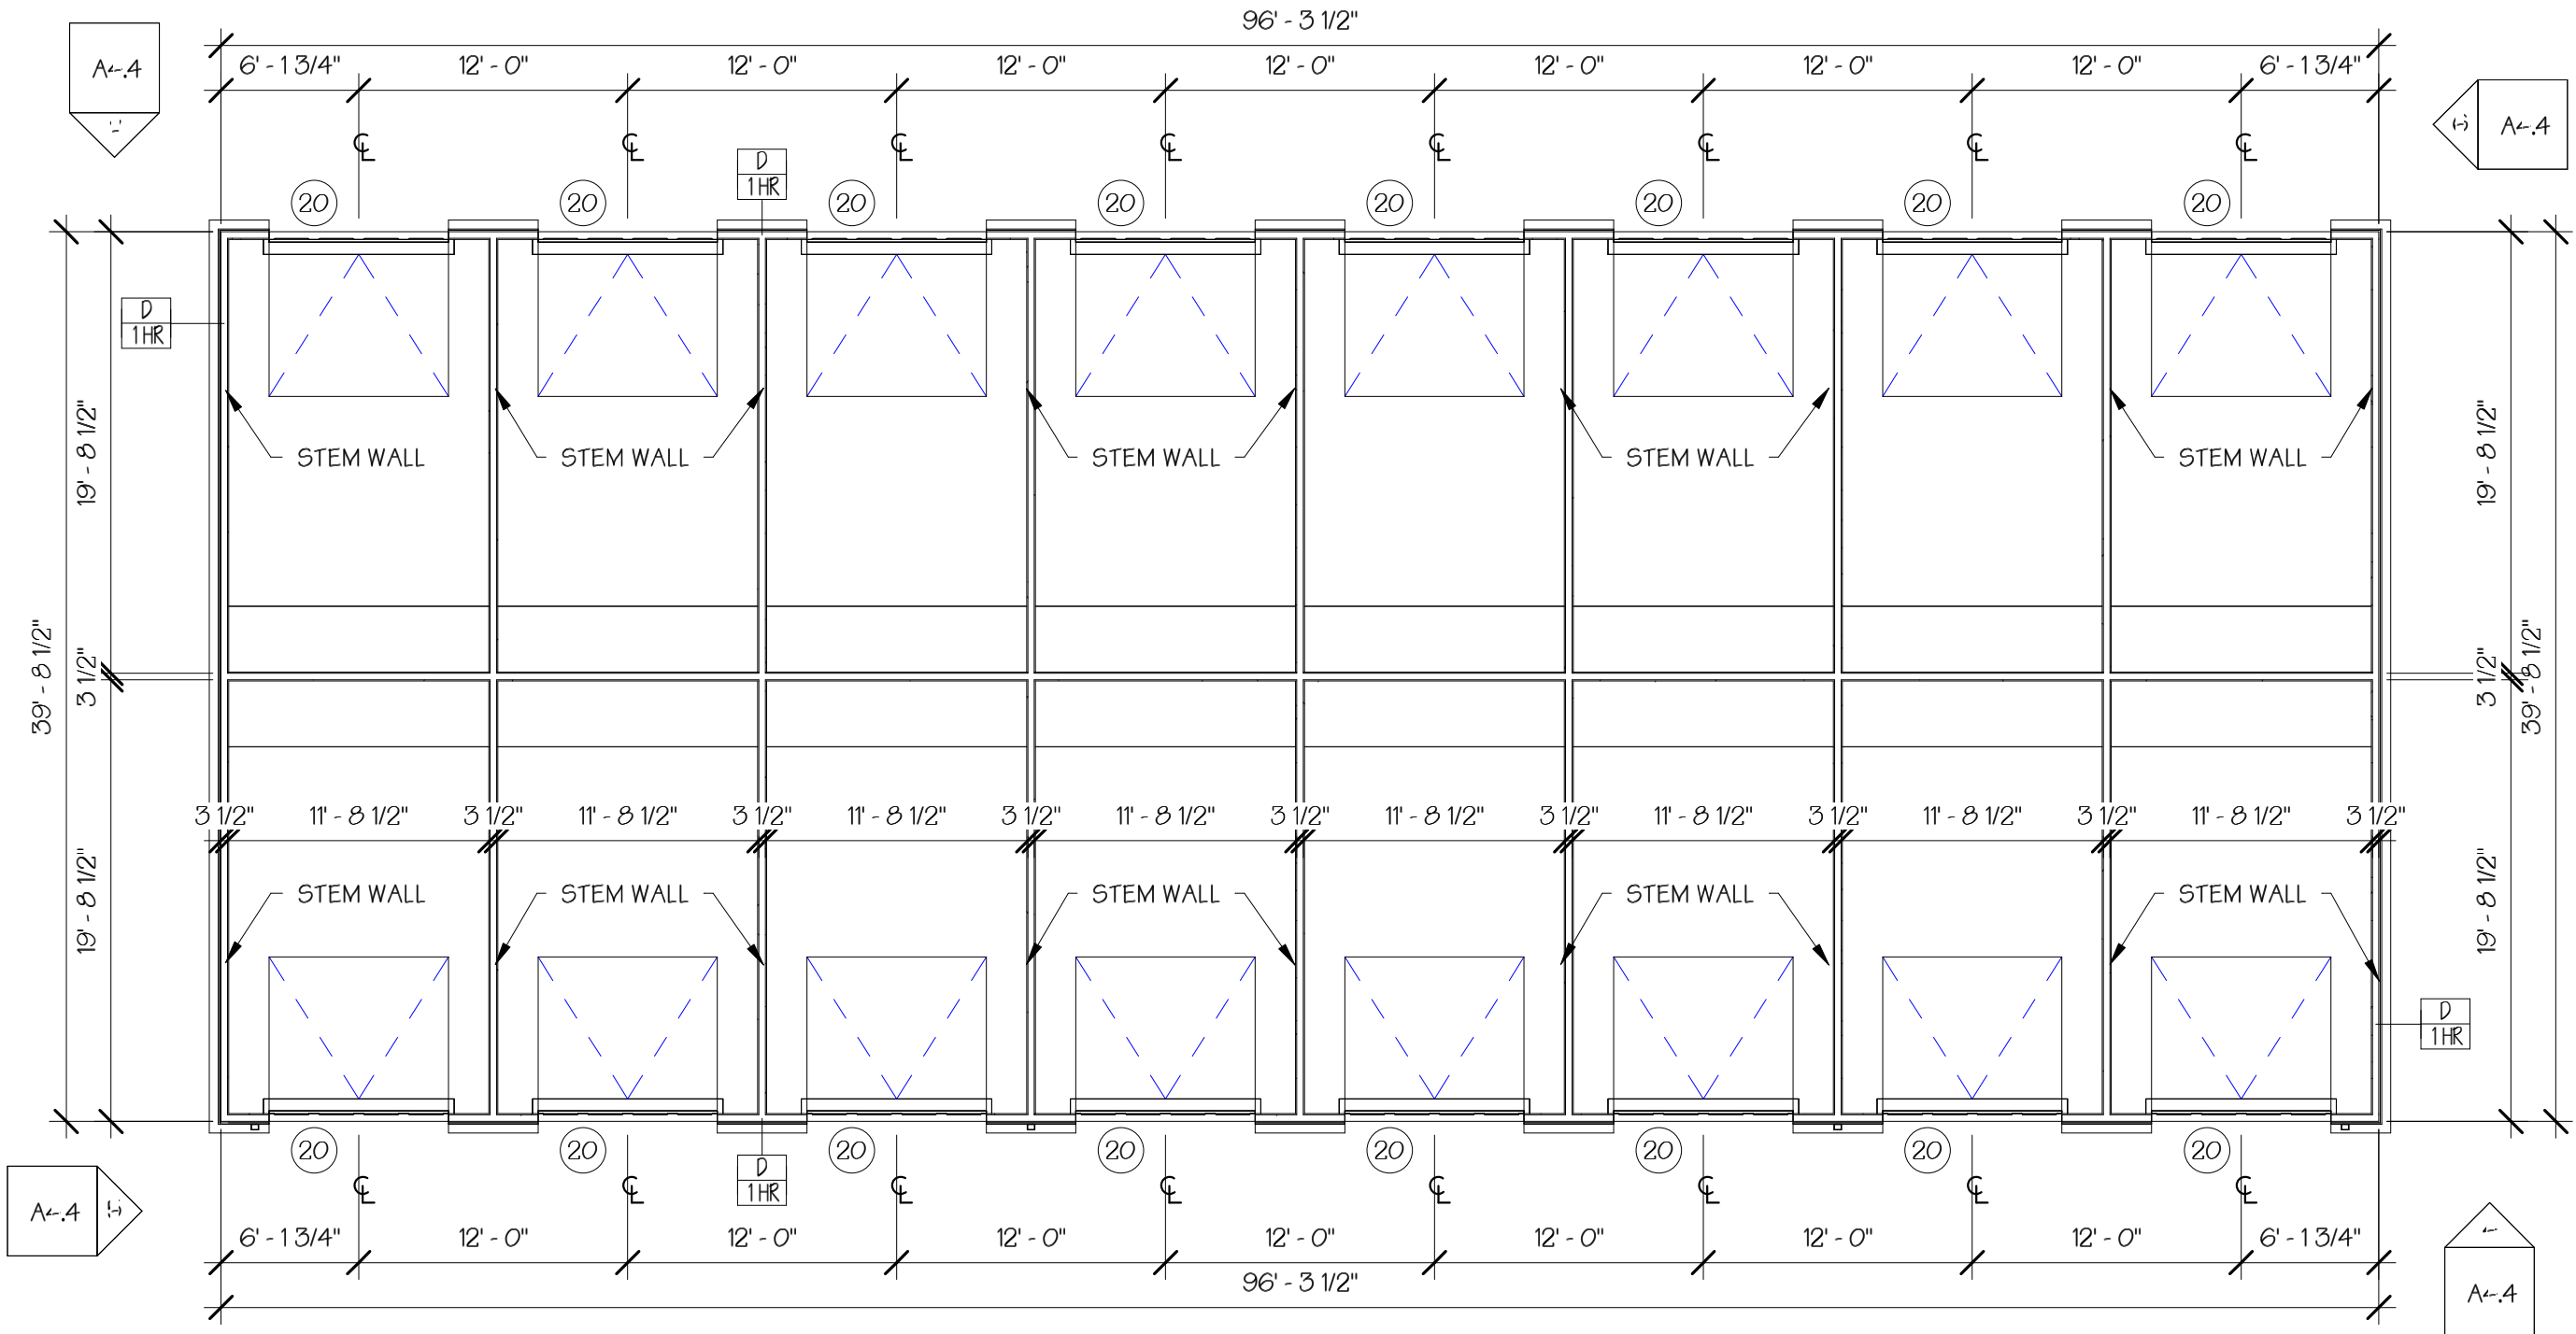 96' - 3 1/2"
6' - 1 3/4" 12' - 0" 12' - 0" 12' - 0" 12' - 0" 12' - 0" 12' - 0" 12' - 0" 6' - 1 3/4"
℄ ℄ ℄ ℄ ℄ ℄ ℄ ℄
D
1 HR
20 20 20 20 20 20 20 20
D
1 HR
STEM WALL STEM WALL STEM WALL STEM WALL STEM WALL
19' - 8 1/2"
19' - 8 1/2"
39' - 8 1/2"
3 1/2"
3 1/2"
39' - 8 1/2"
3 1/2" 11' - 8 1/2" 3 1/2" 11' - 8 1/2" 3 1/2" 11' - 8 1/2" 3 1/2" 11' - 8 1/2" 3 1/2" 11' - 8 1/2" 3 1/2" 11' - 8 1/2" 3 1/2" 11' - 8 1/2" 3 1/2" 11' - 8 1/2" 3 1/2"
19' - 8 1/2"
19' - 8 1/2"
STEM WALL STEM WALL STEM WALL STEM WALL STEM WALL
D
1 HR
20 20 20 20 20 20 20 20
D
1 HR
℄ ℄ ℄ ℄ ℄ ℄ ℄ ℄
6' - 1 3/4" 12' - 0" 12' - 0" 12' - 0" 12' - 0" 12' - 0" 12' - 0" 12' - 0" 6' - 1 3/4"
96' - 3 1/2"